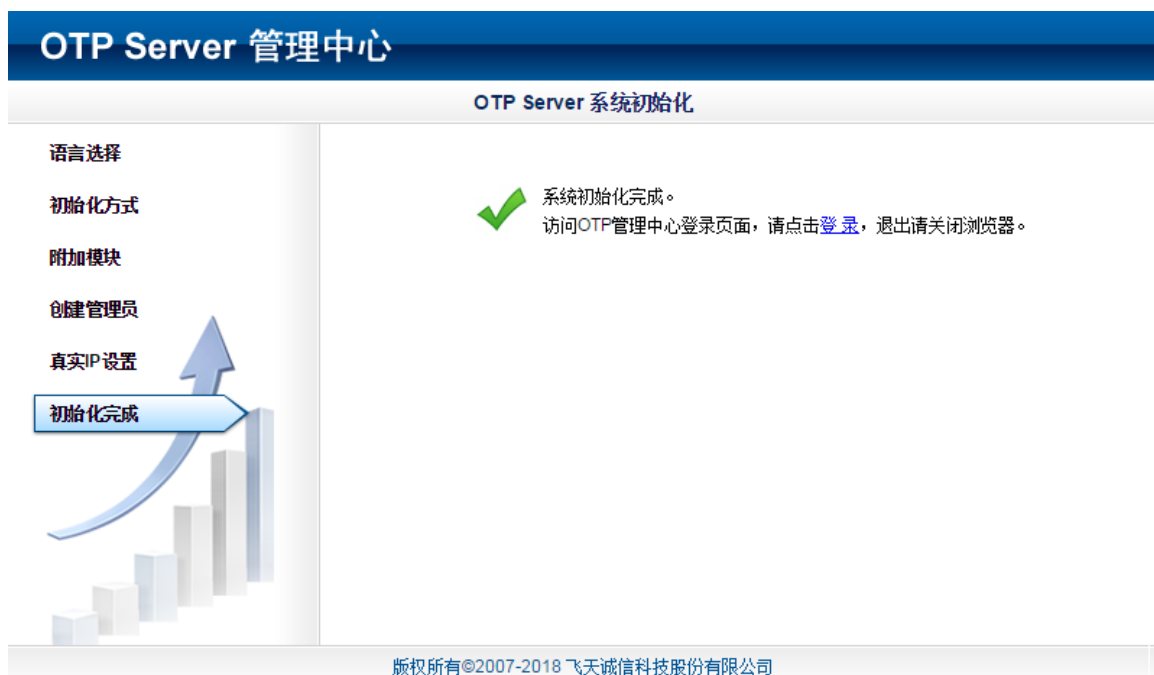 OTP Server 管理中心
OTP Server 系统初始化
语言选择
初始化方式
附加模块
创建管理员
真实IP设置
初始化完成
系统初始化完成。
访问OTP管理中心登录页面，请点击登 录，退出请关闭浏览器。
版权所有©2007-2018 飞天诚信科技股份有限公司